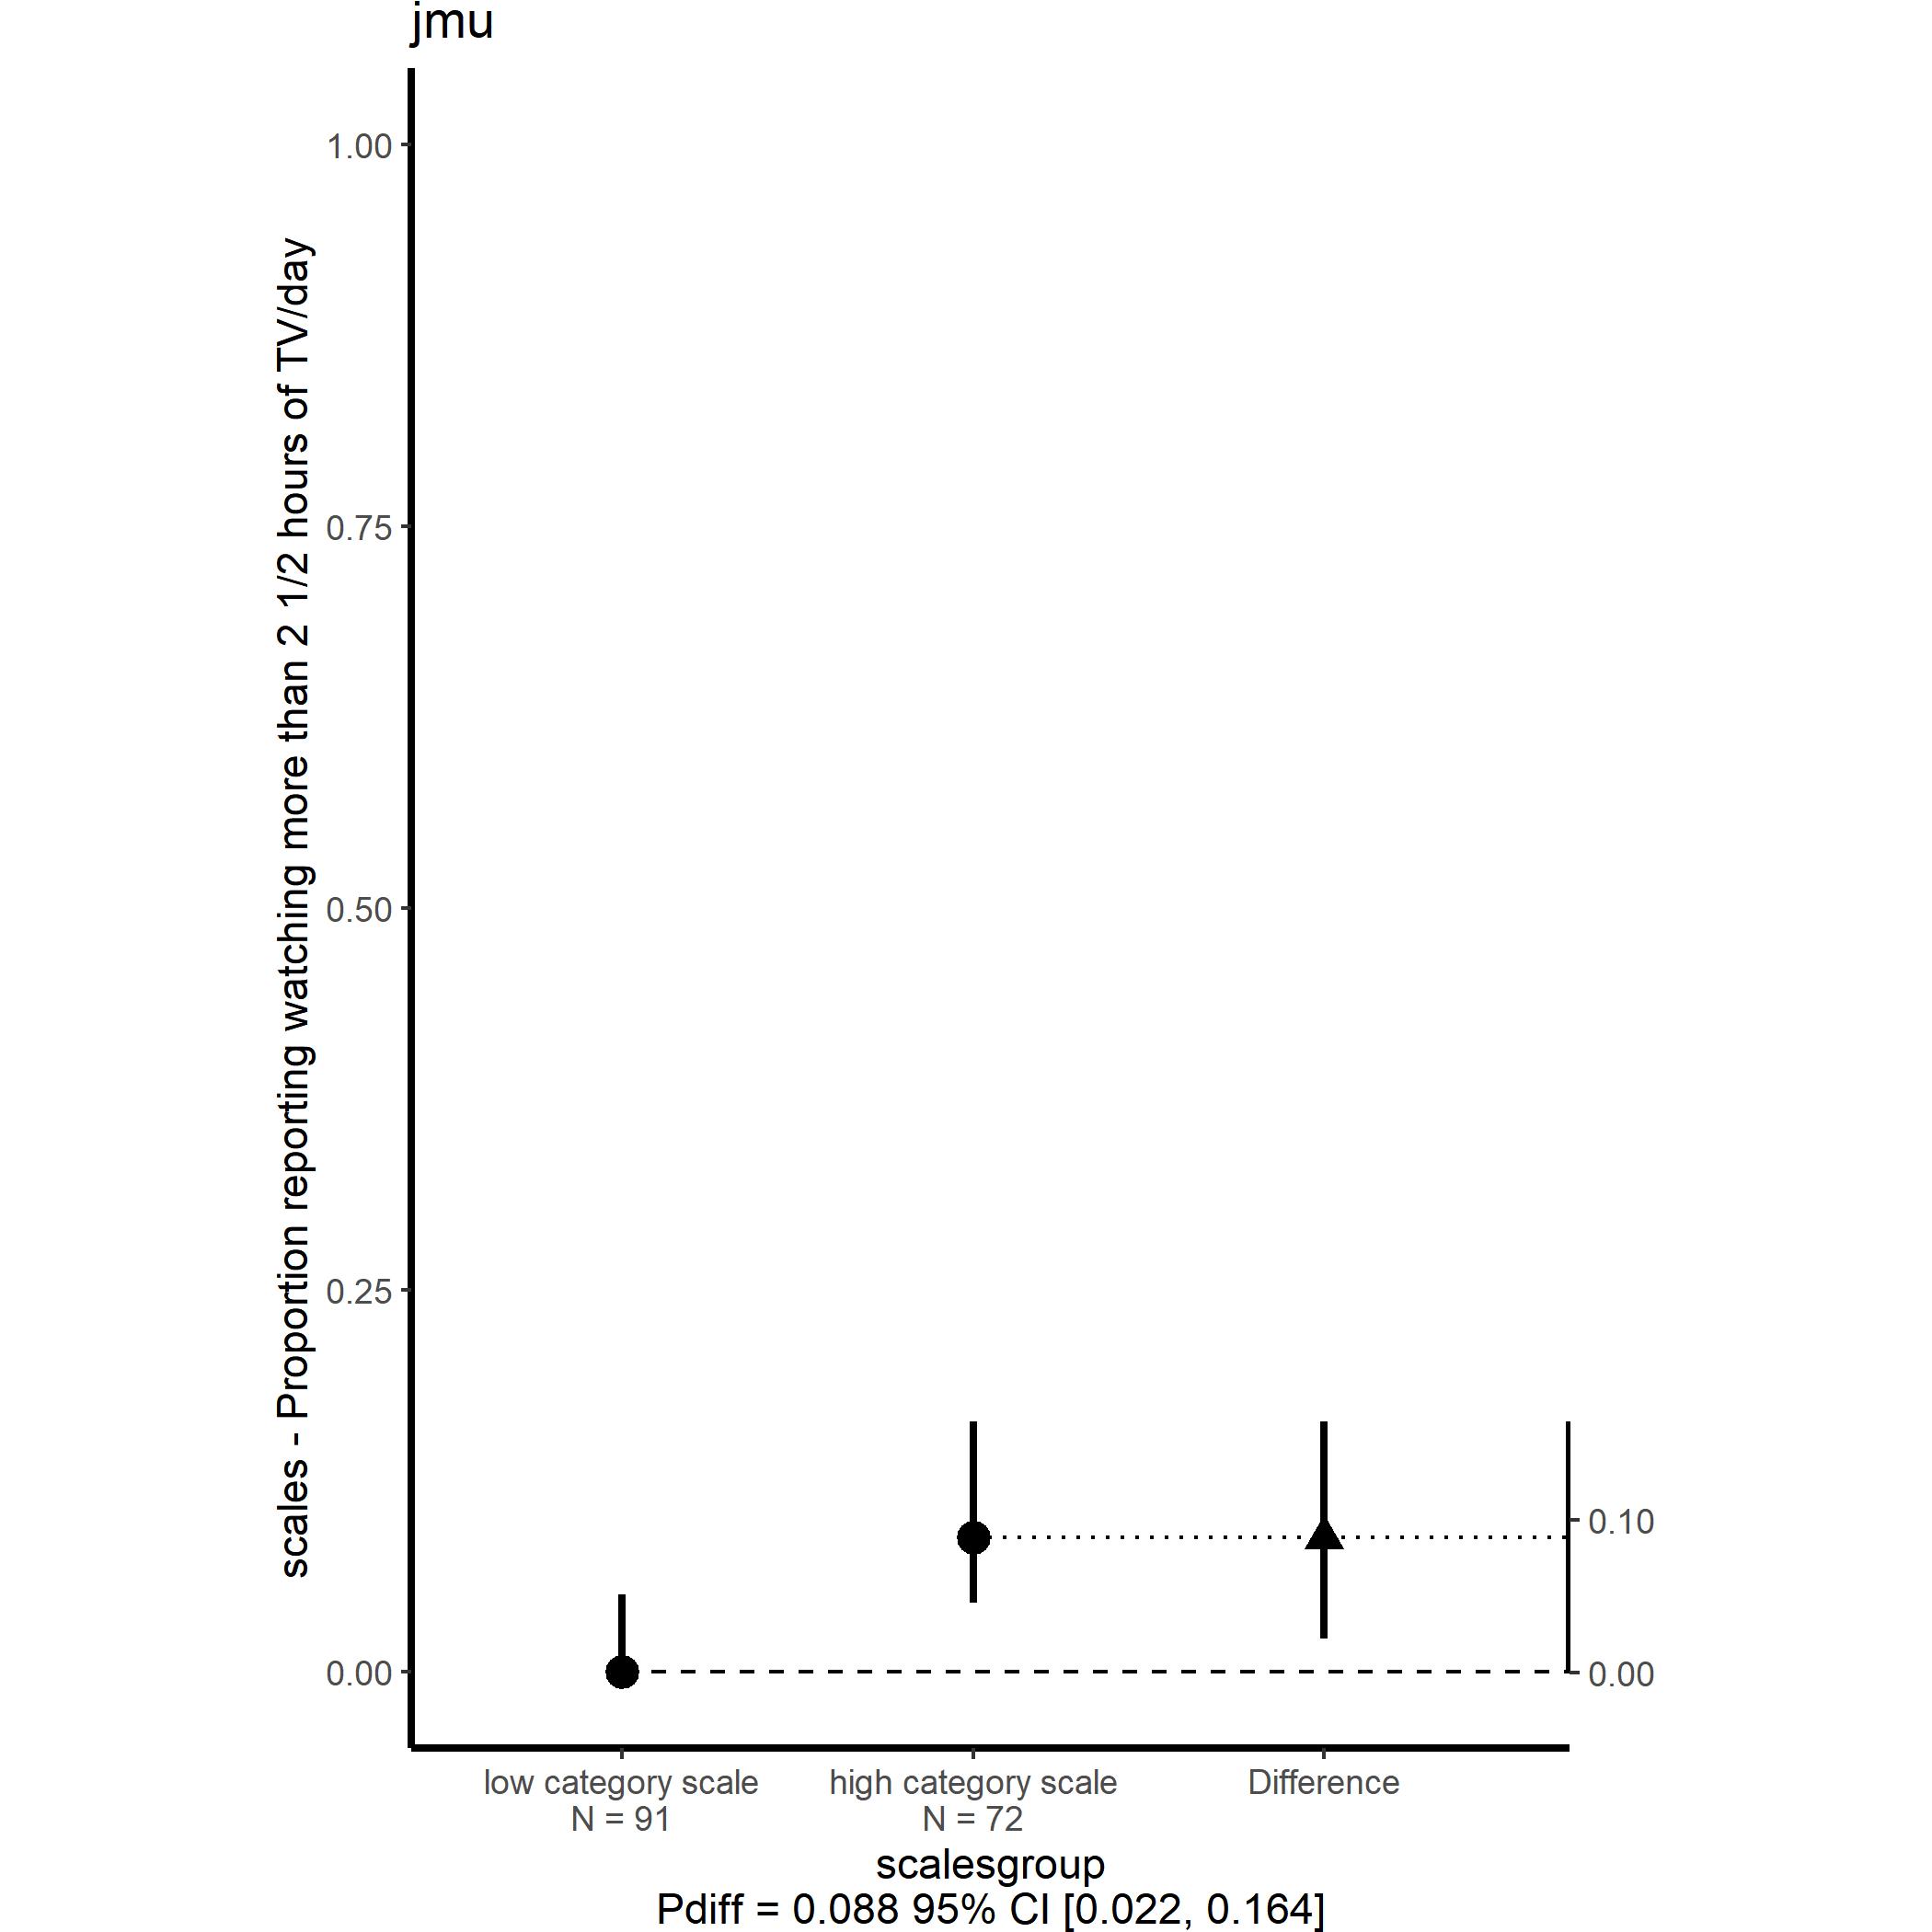 jmu
scales - Proportion reporting watching more than 2 1/2 hours of TV/day
1.00
0.75
0.50
0.25
0.00
0.10
0.00
low category scale
N = 91
high category scale
N = 72
Difference
scalesgroup
Pdiff = 0.088 95% CI [0.022, 0.164]